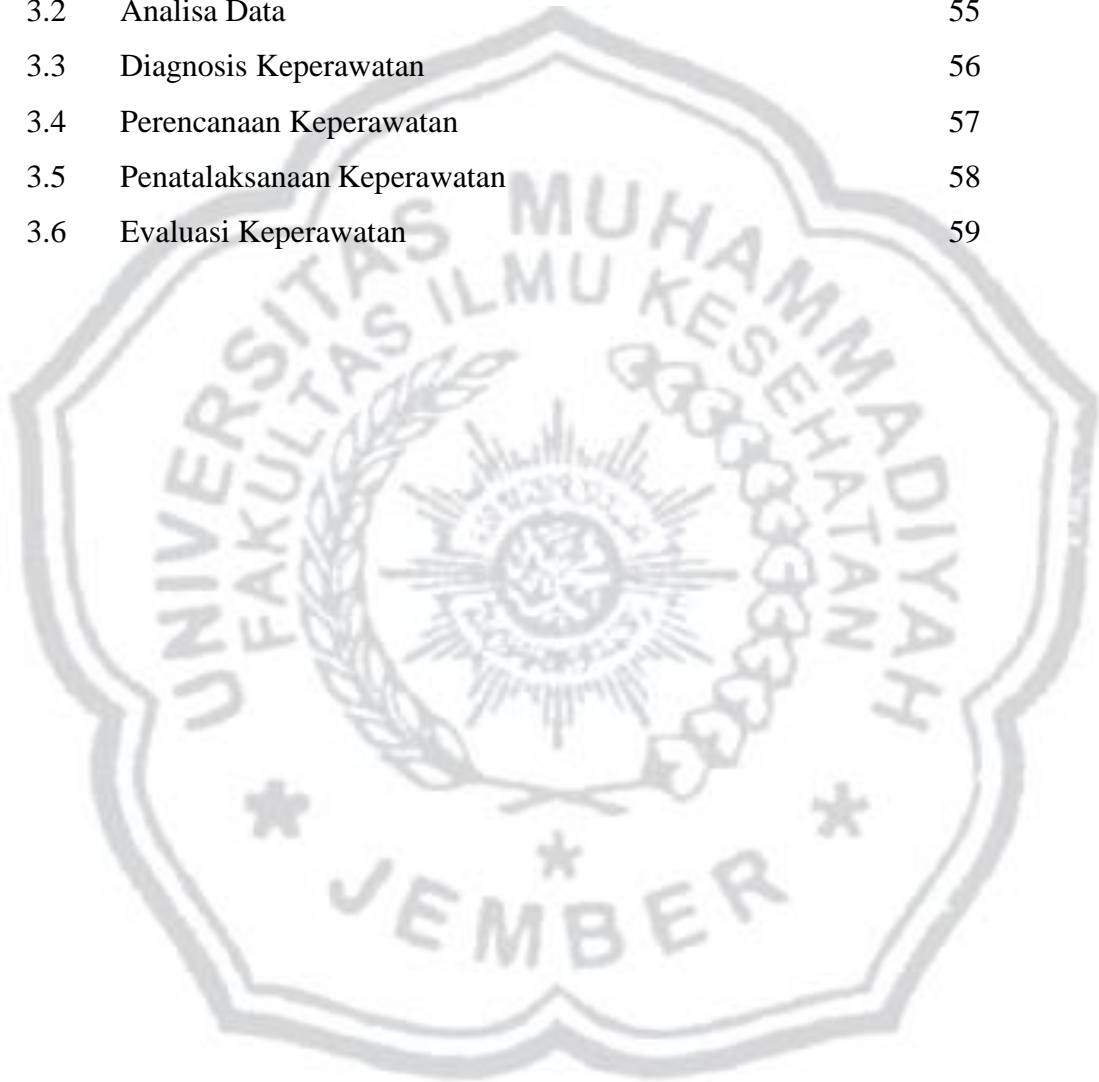 3.2 Analisa Data 55
3.3 Diagnosis Keperawatan 56
3.4 Perencanaan Keperawatan 57
3.5 Penatalaksanaan Keperawatan 58
3.6 Evaluasi Keperawatan 59
UNIVERSITAS MUHAMMADIYAH
FAKULTAS ILMU KESEHATAN
JEMBER